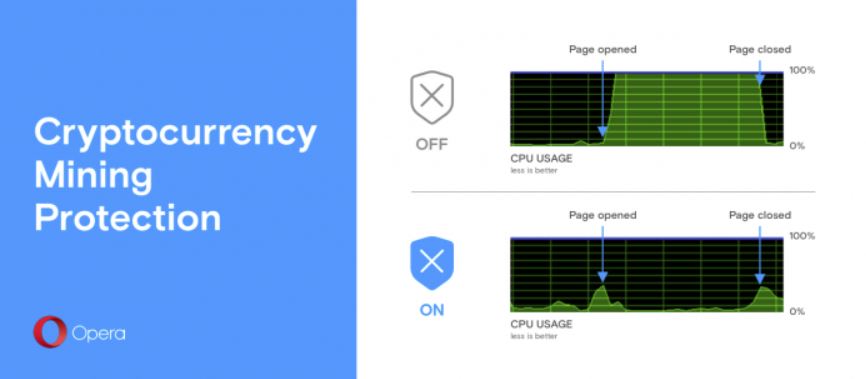 Cryptocurrency
Mining
Protection
Opera
OFF
Page opened
Page closed
100%
0%
CPU USAGE
less is better
ON
Page opened
Page closed
100%
0%
CPU USAGE
less is better